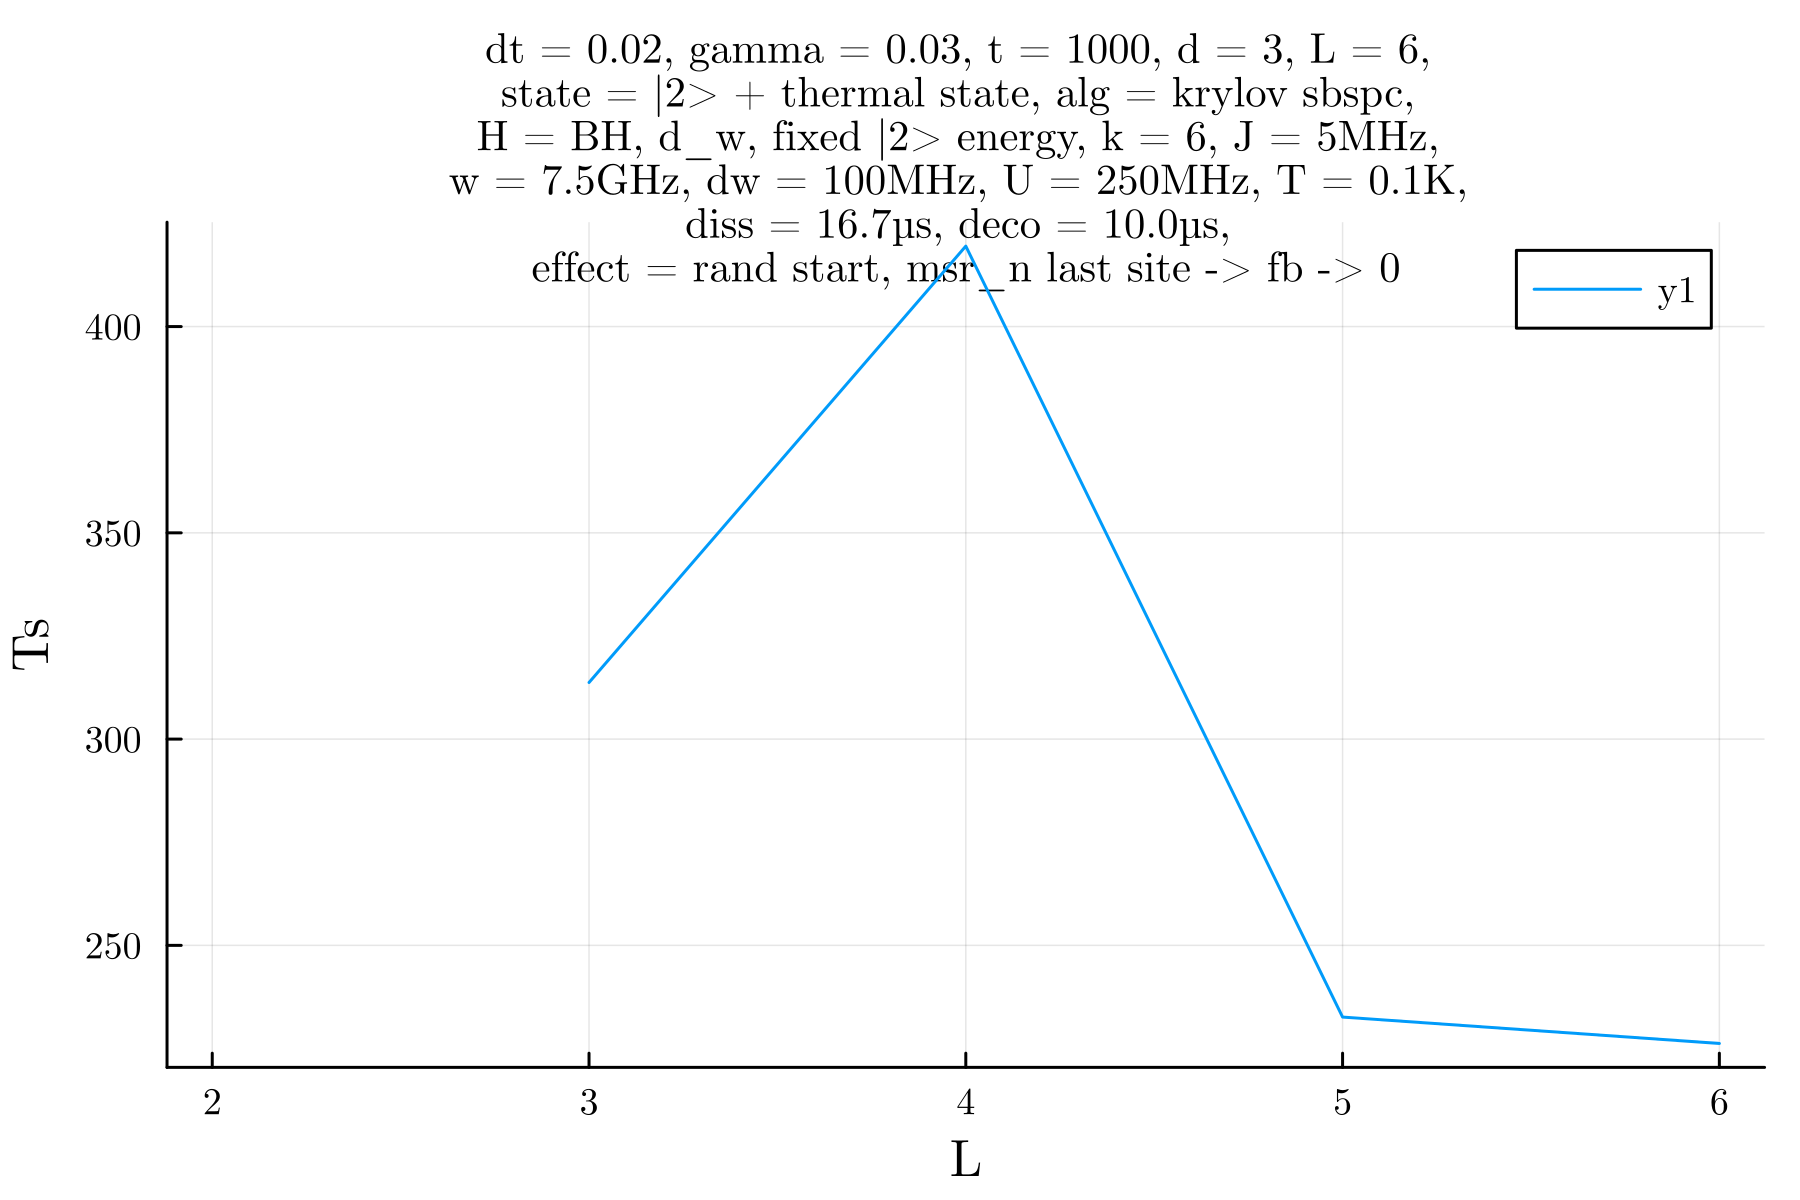 dt = 0.02, gamma = 0.03, t = 1000, d = 3, L = 6,
state = |2> + thermal state, alg = krylov sbspc,
H = BH, d_w, fixed |2> energy, k = 6, J = 5MHz,
w = 7.5GHz, dw = 100MHz, U = 250MHz, T = 0.1K,
diss = 16.7µs, deco = 10.0µs,
effect = rand start, msr_n last site -> fb -> 0
y1
400
350
300
250
Ts
2 3 4 5 6
L